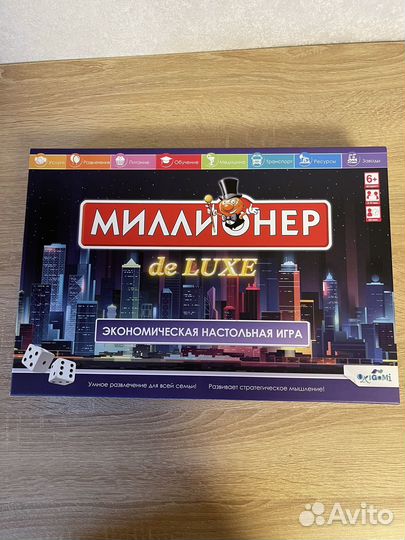 Услуги Развлечения Питание Обучение Медицина Транспорт Ресурсы Заводы
6+
МИЛЛИОНЕР
de LUXE
ЭКОНОМИЧЕСКАЯ НАСТОЛЬНАЯ ИГРА
Умное развлечение для всей семьи! Развивает стратегическое мышление!
ORIGAMI
Avito